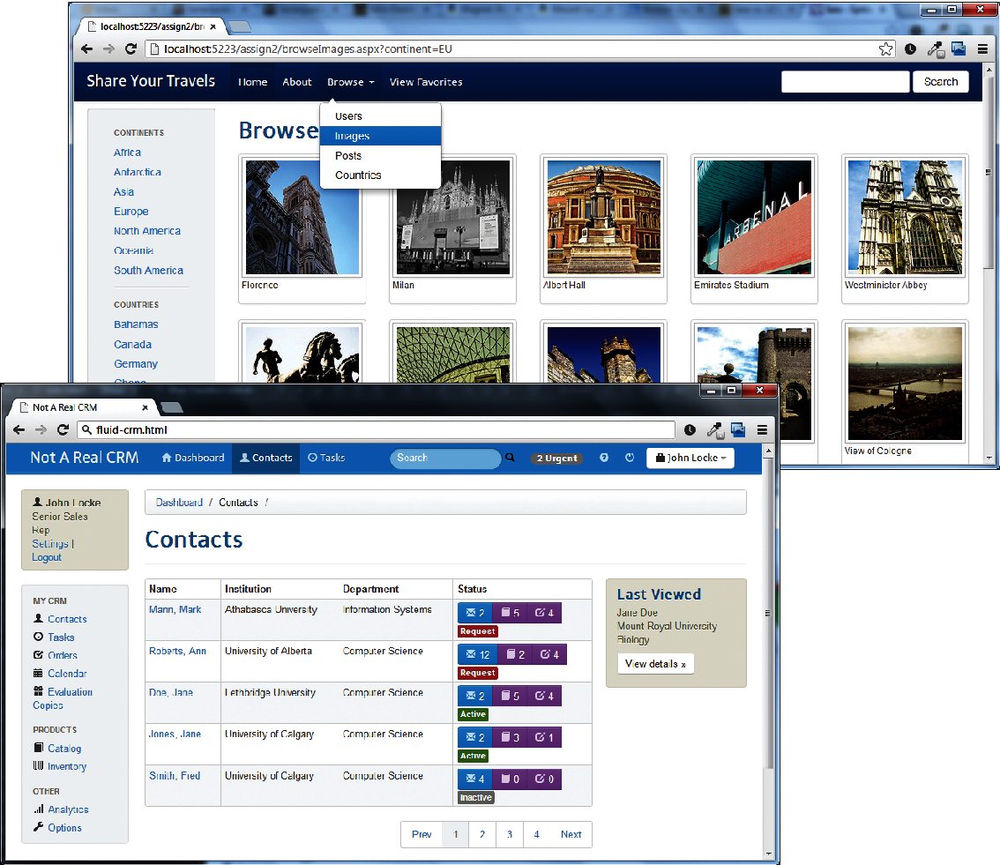 localhost:5223/assign2/bro
localhost:5223/assign2/browseImages.aspx?continent=EU
Share Your Travels Home About Browse View Favorites Search
Users
Images
Posts
Countries
CONTINENTS
Africa
Antarctica
Asia
Europe
North America
Oceania
South America
COUNTRIES
Bahamas
Canada
Germany
Browse
ARSENAL
Florence
Milan
Albert Hall
Emirates Stadium
Westminister Abbey
View of Cologne
Not A Real CRM
fluid-crm.html
Not A Real CRM Dashboard Contacts Tasks Search 2 Urgent John Locke
John Locke
Senior Sales
Rep
Settings |
Logout
MY CRM
Contacts
Tasks
Orders
Calendar
Evaluation
Copies
PRODUCTS
Catalog
Inventory
OTHER
Analytics
Options
Dashboard / Contacts /
Contacts
Name Institution Department Status
Mann, Mark Athabasca University Information Systems 2 5 4
Request
Roberts, Ann University of Alberta Computer Science 12 2 4
Request
Doe, Jane Lethbridge University Computer Science 2 5 4
Active
Jones, Jane University of Calgary Computer Science 2 3 1
Active
Smith, Fred University of Calgary Computer Science 4 0 0
Inactive
Prev 1 2 3 4 Next
Last Viewed
Jane Doe
Mount Royal University
Biology
View details »